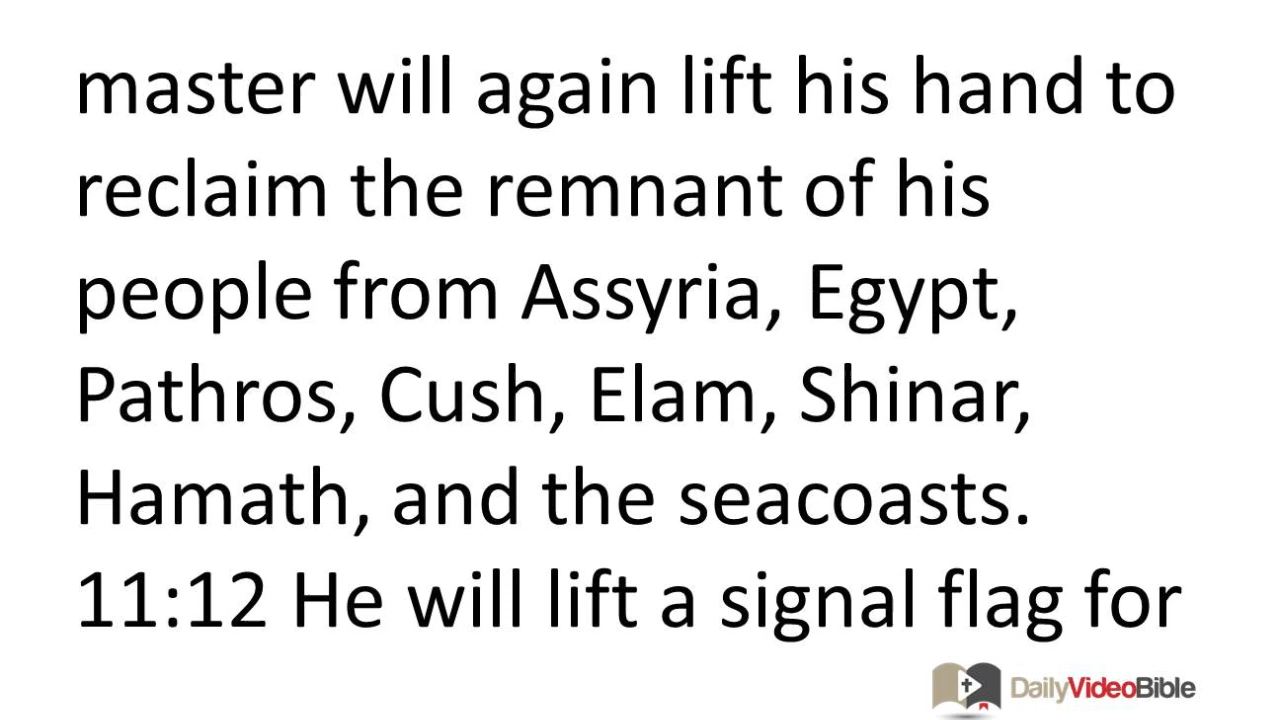 master will again lift his hand to
reclaim the remnant of his
people from Assyria, Egypt,
Pathros, Cush, Elam, Shinar,
Hamath, and the seacoasts.
11:12 He will lift a signal flag for
DailyVideoBible